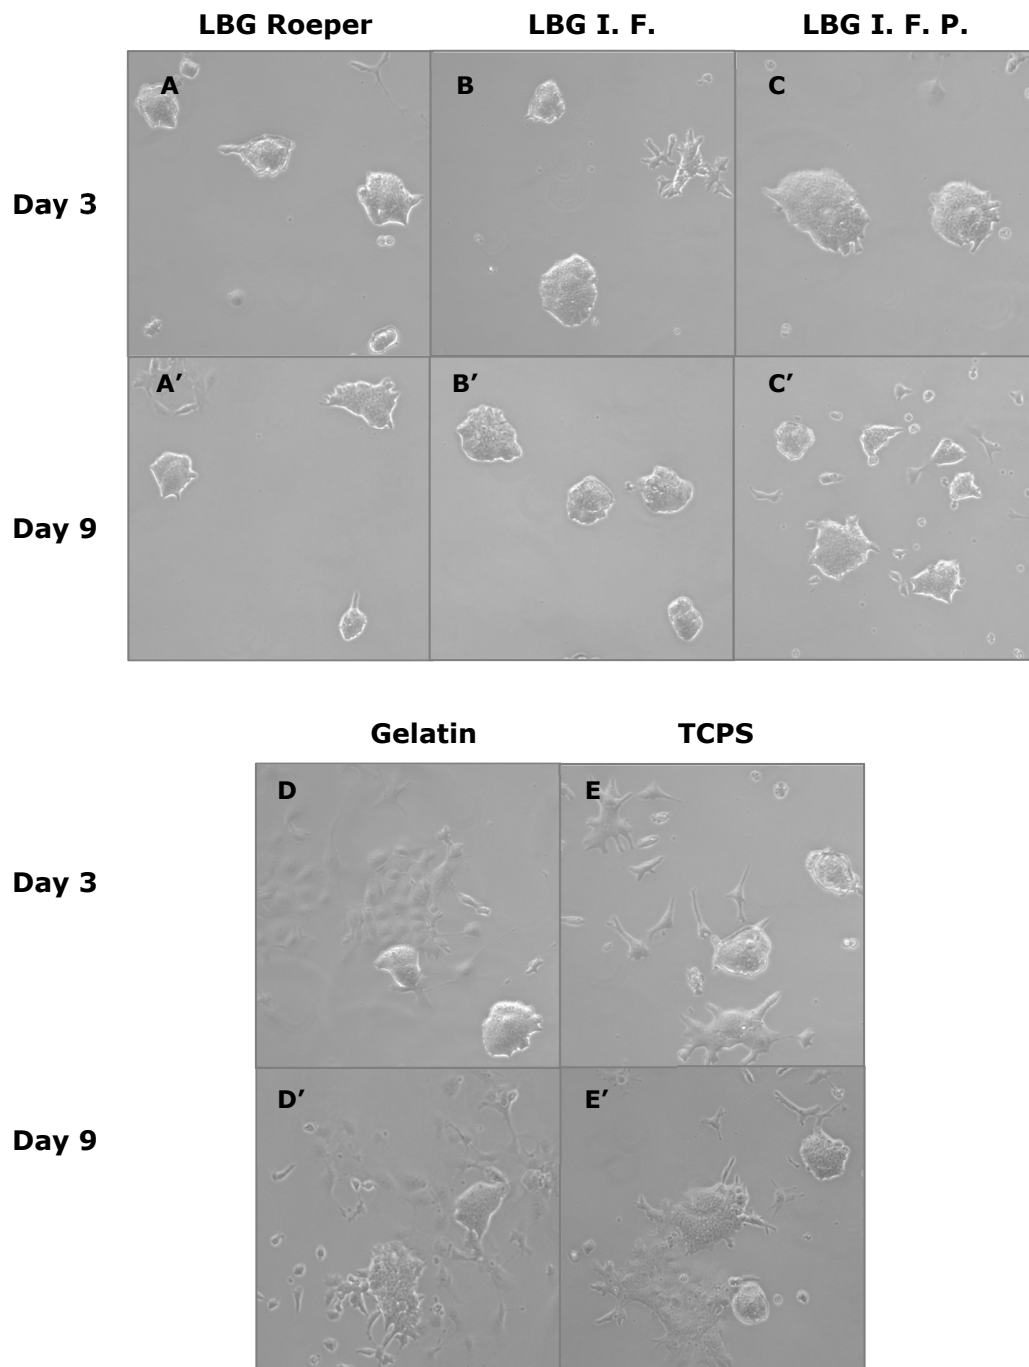 LBG Roeper LBG I. F. LBG I. F. P.
A B C
Day 3
A′ B′ C′
Day 9
Gelatin TCPS
D E
Day 3
D′ E′
Day 9